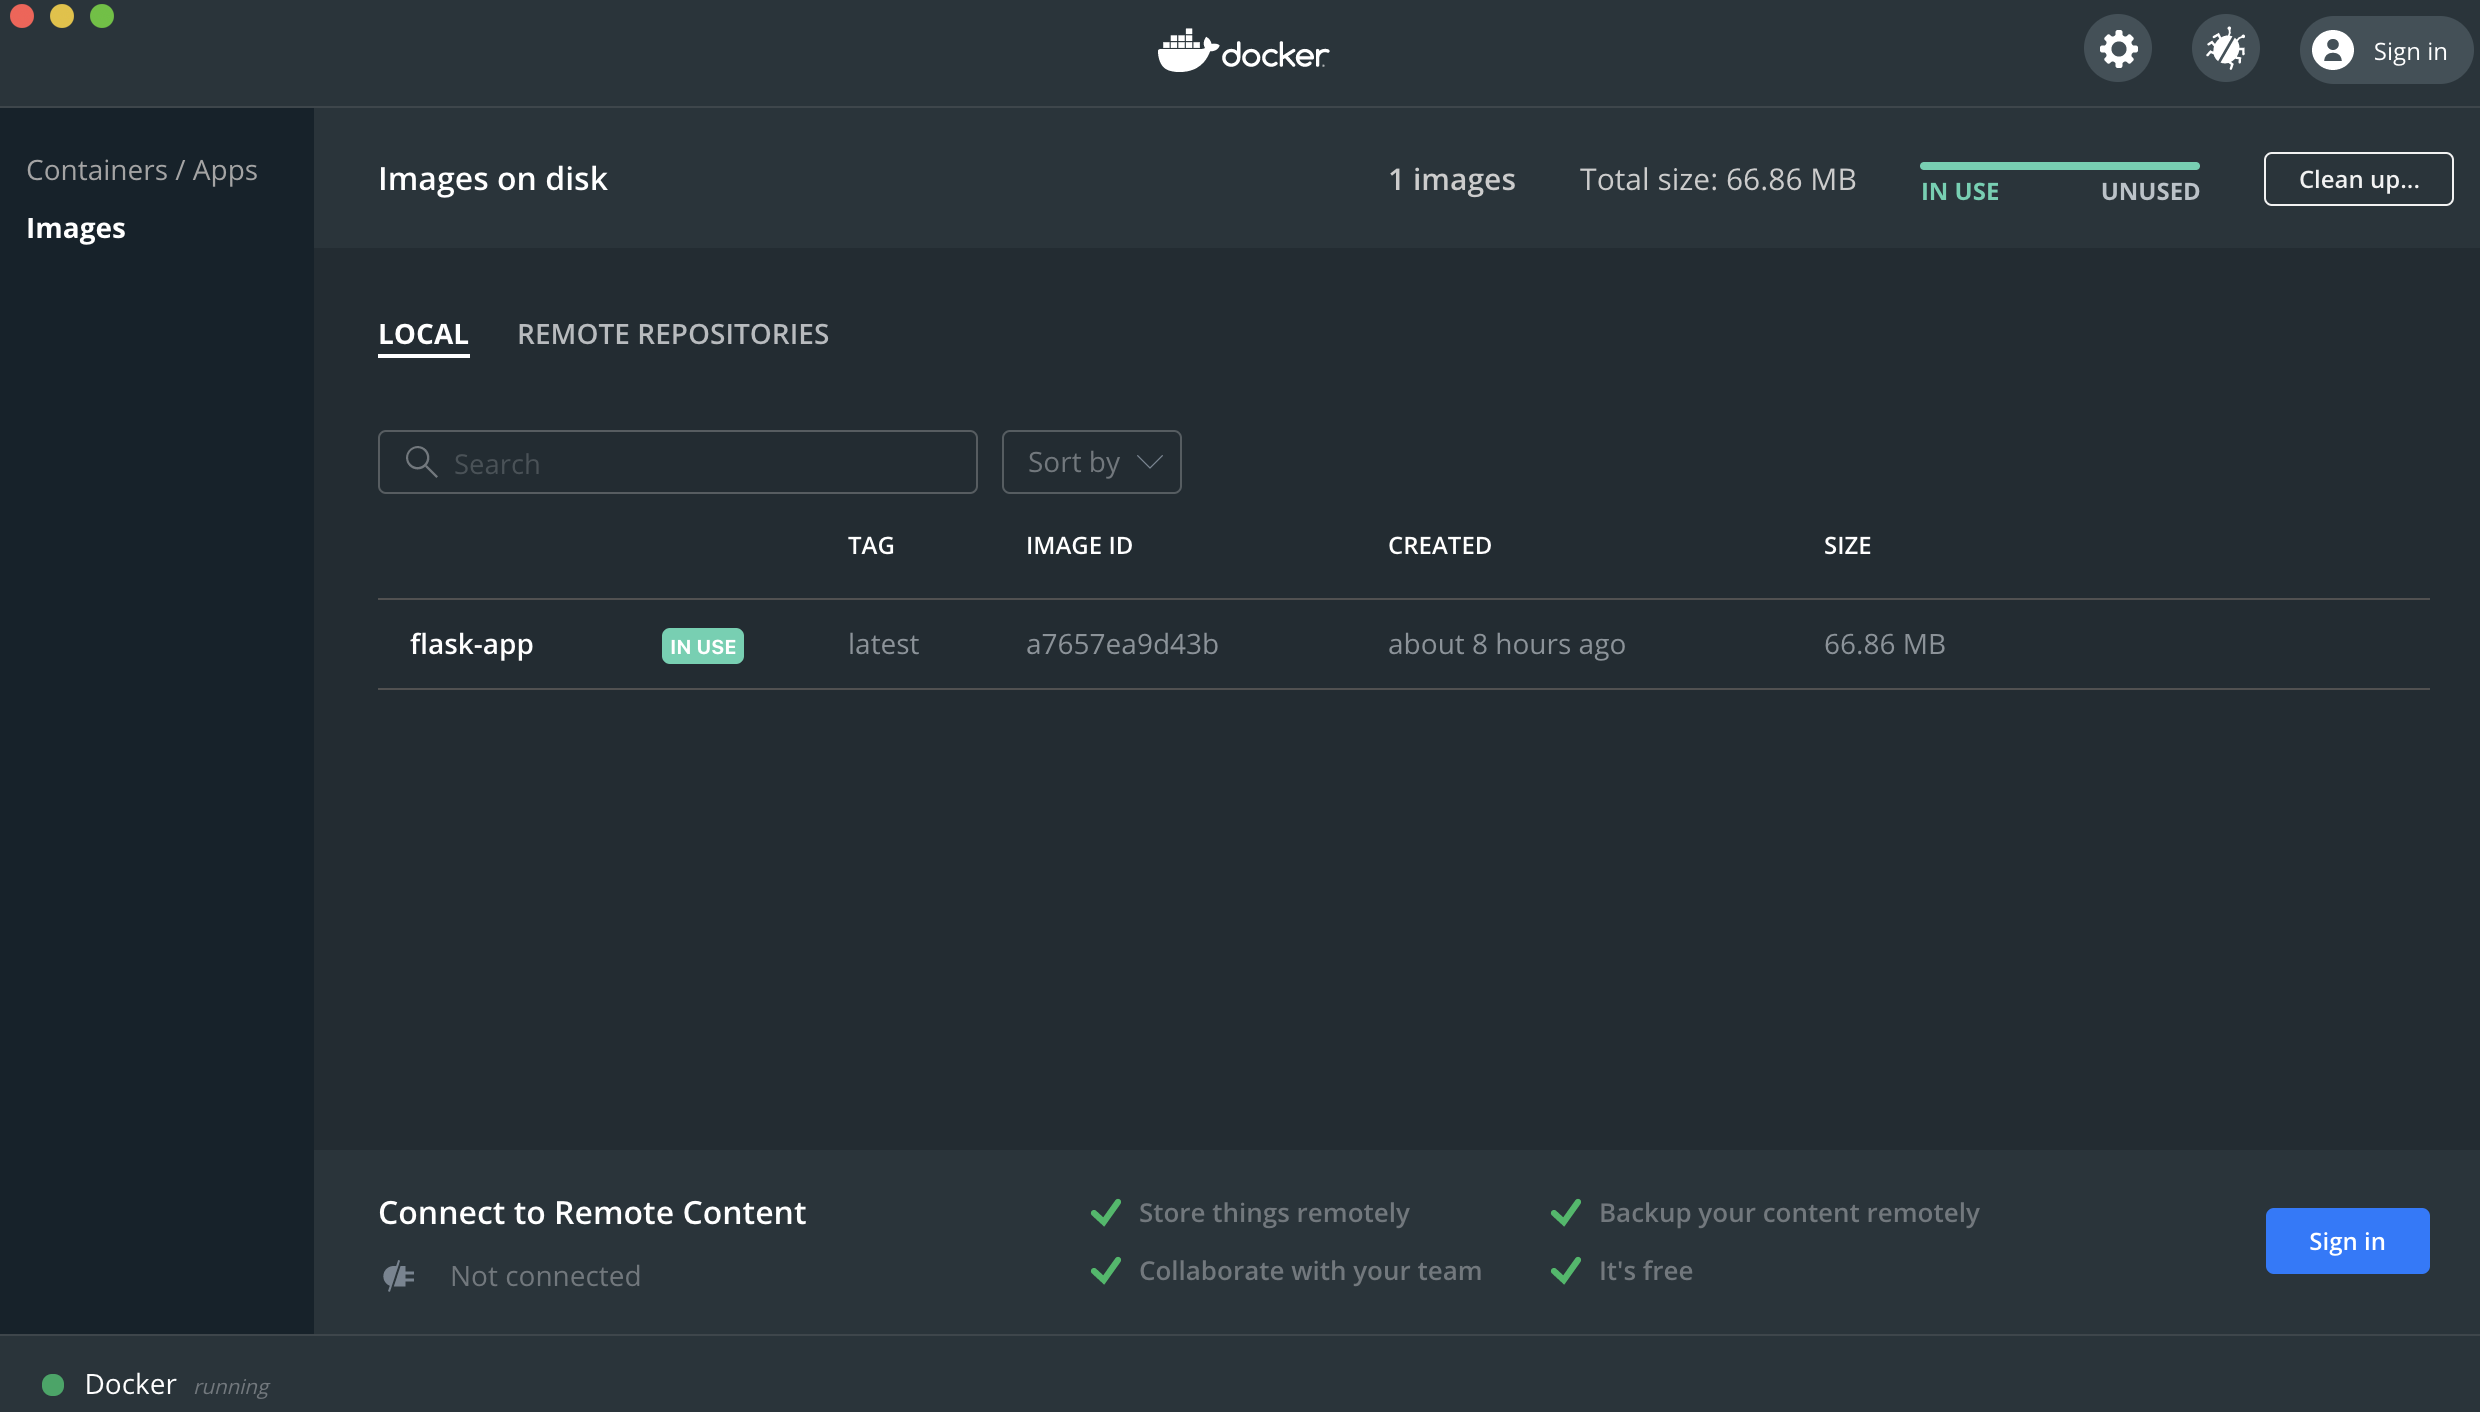 docker
Sign in
Containers / Apps
Images
Images on disk
1 images
Total size: 66.86 MB
IN USE
UNUSED
Clean up...
LOCAL
REMOTE REPOSITORIES
Search
Sort by
TAG
IMAGE ID
CREATED
SIZE
flask-app
IN USE
latest
a7657ea9d43b
about 8 hours ago
66.86 MB
Connect to Remote Content
Not connected
Store things remotely
Backup your content remotely
Collaborate with your team
It's free
Sign in
Docker running